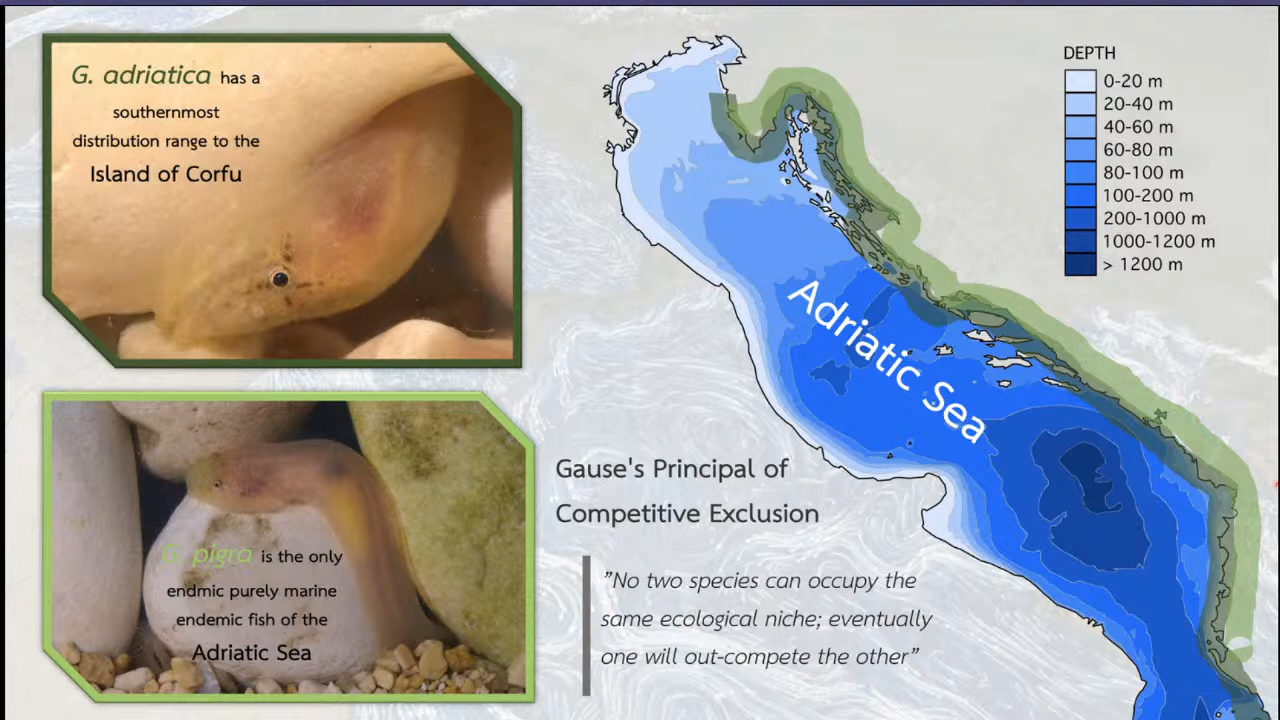 G. adriatica has a
southernmost
distribution range to the
Island of Corfu
G. pigra is the only
endmic purely marine
endemic fish of the
Adriatic Sea
Gause's Principal of
Competitive Exclusion
"No two species can occupy the
same ecological niche; eventually
one will out-compete the other"
Adriatic Sea
DEPTH
0-20 m
20-40 m
40-60 m
60-80 m
80-100 m
100-200 m
200-1000 m
1000-1200 m
> 1200 m